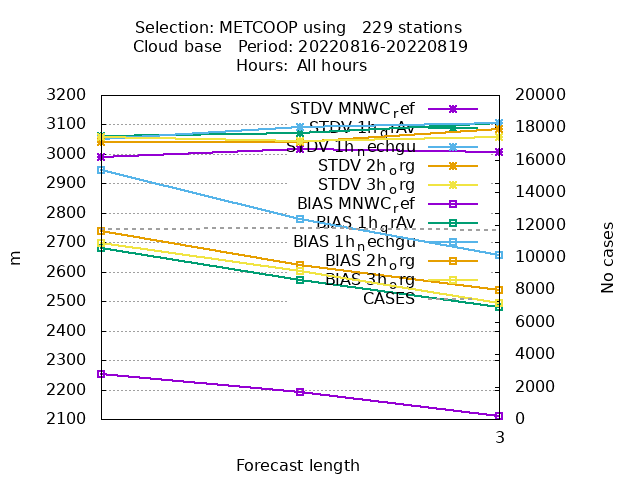 Selection: METCOOP using 229 stations
Cloud base Period: 20220816-20220819
Hours: All hours
3200
3100
3000
2900
2800
2700
2600
2500
2400
2300
2200
2100
m
STDV MNWC_ref
STDV 1h_grAv
STDV 1h_nechgu
STDV 2h_org
STDV 3h_org
BIAS MNWC_ref
BIAS 1h_grAv
BIAS 1h_nechgu
BIAS 2h_org
BIAS 3h_org
CASES
20000
18000
16000
14000
12000
10000
8000
6000
4000
2000
0
No cases
3
Forecast length